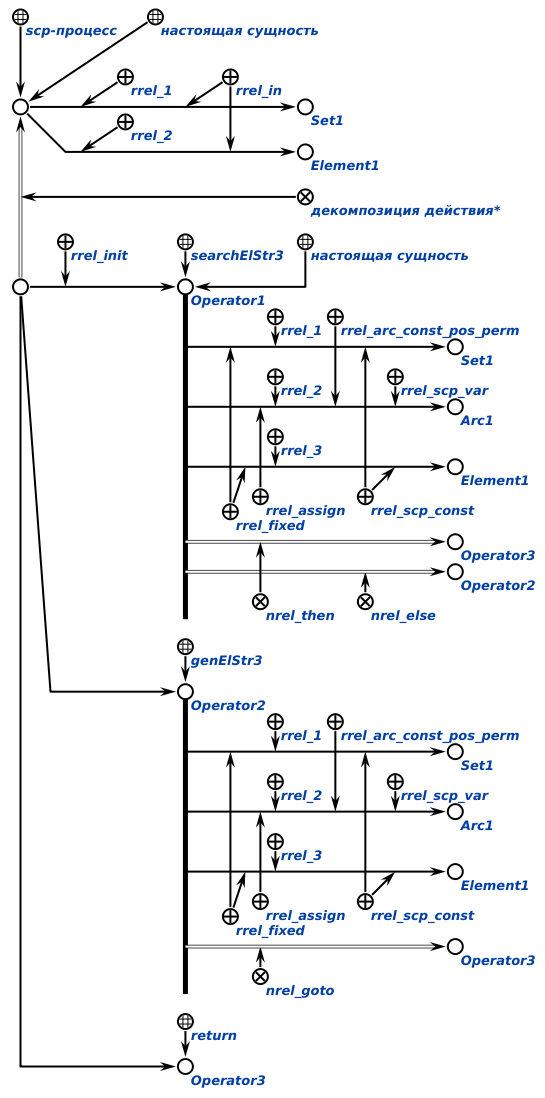 scp-процесс
настоящая сущность
rrel_1
rrel_in
Set1
rrel_2
Element1
декомпозиция действия*
rrel_init
searchElStr3
настоящая сущность
Operator1
rrel_1
rrel_arc_const_pos_perm
Set1
rrel_2
rrel_scp_var
Arc1
rrel_3
Element1
rrel_assign
rrel_scp_const
rrel_fixed
Operator3
Operator2
nrel_then
nrel_else
genElStr3
Operator2
rrel_1
rrel_arc_const_pos_perm
Set1
rrel_2
rrel_scp_var
Arc1
rrel_3
Element1
rrel_assign
rrel_scp_const
rrel_fixed
Operator3
nrel_goto
return
Operator3